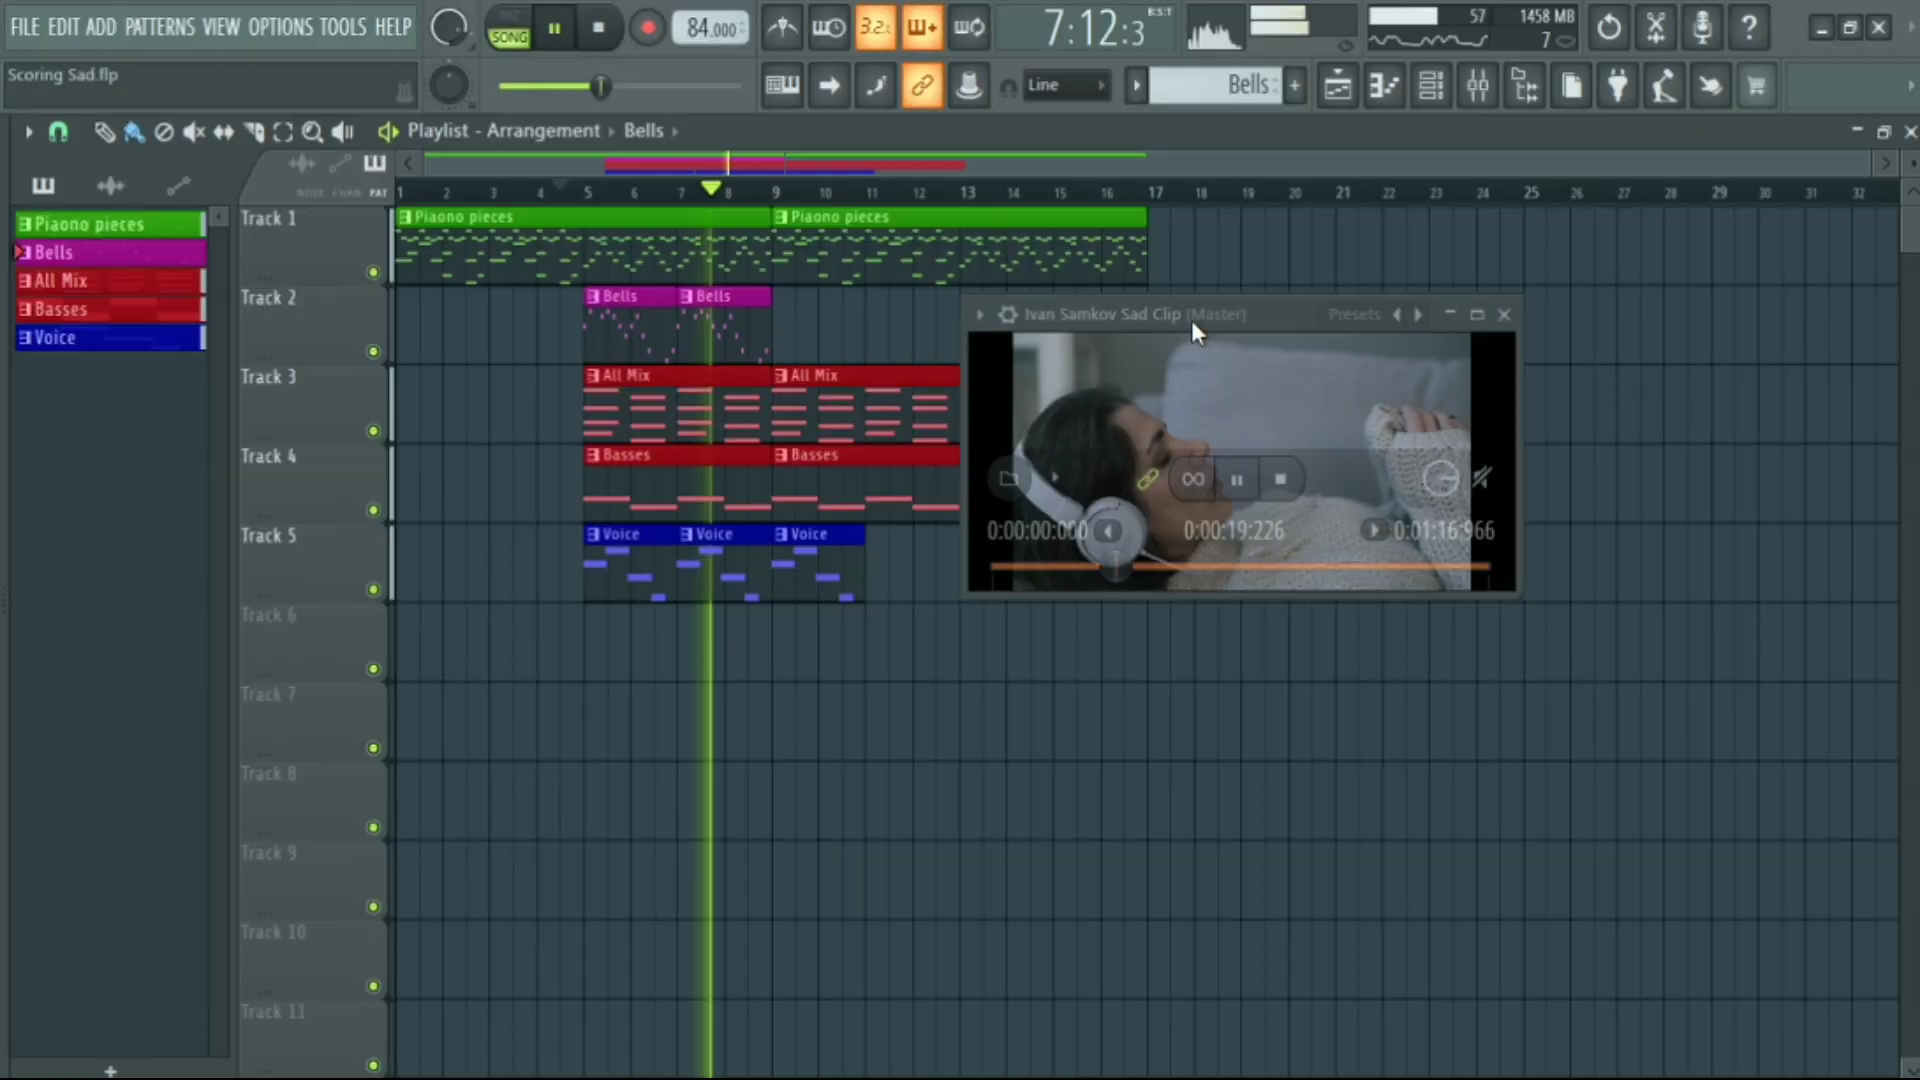 FILE EDIT ADD PATTERNS VIEW OPTIONS TOOLS HELP
PAT
SONG
84.000
3.2.
7:12:3
B:S:T
57
1458 MB
7
?
Scoring Sad.flp
Line
Bells
Playlist - Arrangement › Bells ›
NOTE CHAN PAT
1 2 3 4 5 6 7 8 9 10 11 12 13 14 15 16 17 18 19 20 21 22 23 24 25 26 27 28 29 30 31 32
Piaono pieces
Bells
All Mix
Basses
Voice
Track 1
Piaono pieces
Piaono pieces
Track 2
Bells
Bells
Track 3
All Mix
All Mix
Track 4
Basses
Basses
Track 5
Voice
Voice
Voice
Track 6
Track 7
Track 8
Track 9
Track 10
Track 11
Ivan Samkov Sad Clip (Master)
Presets
0:00:00:000
0:00:19:226
0:01:16:966